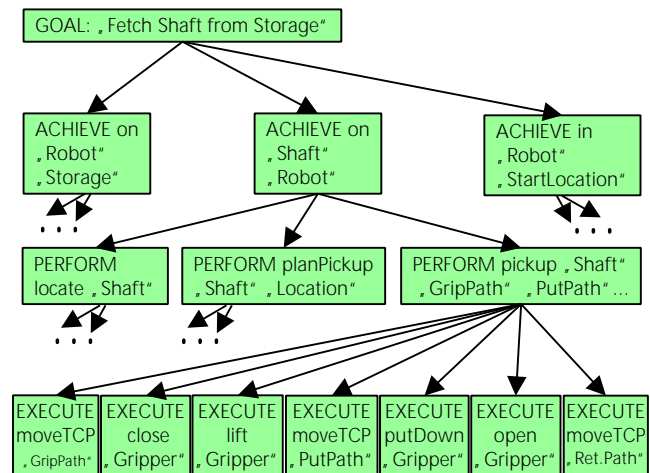 GOAL: „Fetch Shaft from Storage"
ACHIEVE on
„Robot"
„Storage"
ACHIEVE on
„Shaft"
„Robot"
ACHIEVE in
„Robot"
„StartLocation"
...
...
PERFORM
locate „Shaft"
PERFORM planPickup
„Shaft" „Location"
PERFORM pickup „Shaft"
„GripPath" „PutPath"...
...
...
EXECUTE
moveTCP
„GripPath"
EXECUTE
close
„Gripper"
EXECUTE
lift
„Gripper"
EXECUTE
moveTCP
„PutPath"
EXECUTE
putDown
„Gripper"
EXECUTE
open
„Gripper"
EXECUTE
moveTCP
„Ret.Path"